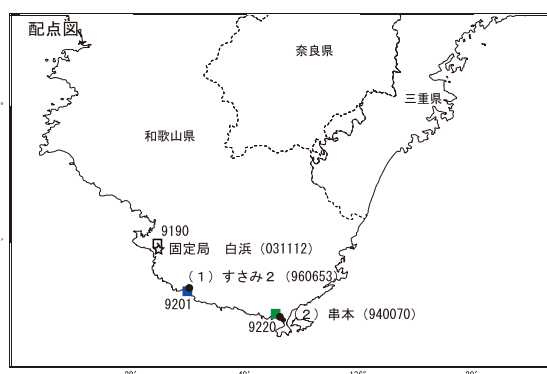 配点図
奈良県
三重県
和歌山県
9190
固定局 白浜（031112）
（１）すさみ２（960653）
9201
9220
（２）串本（940070）